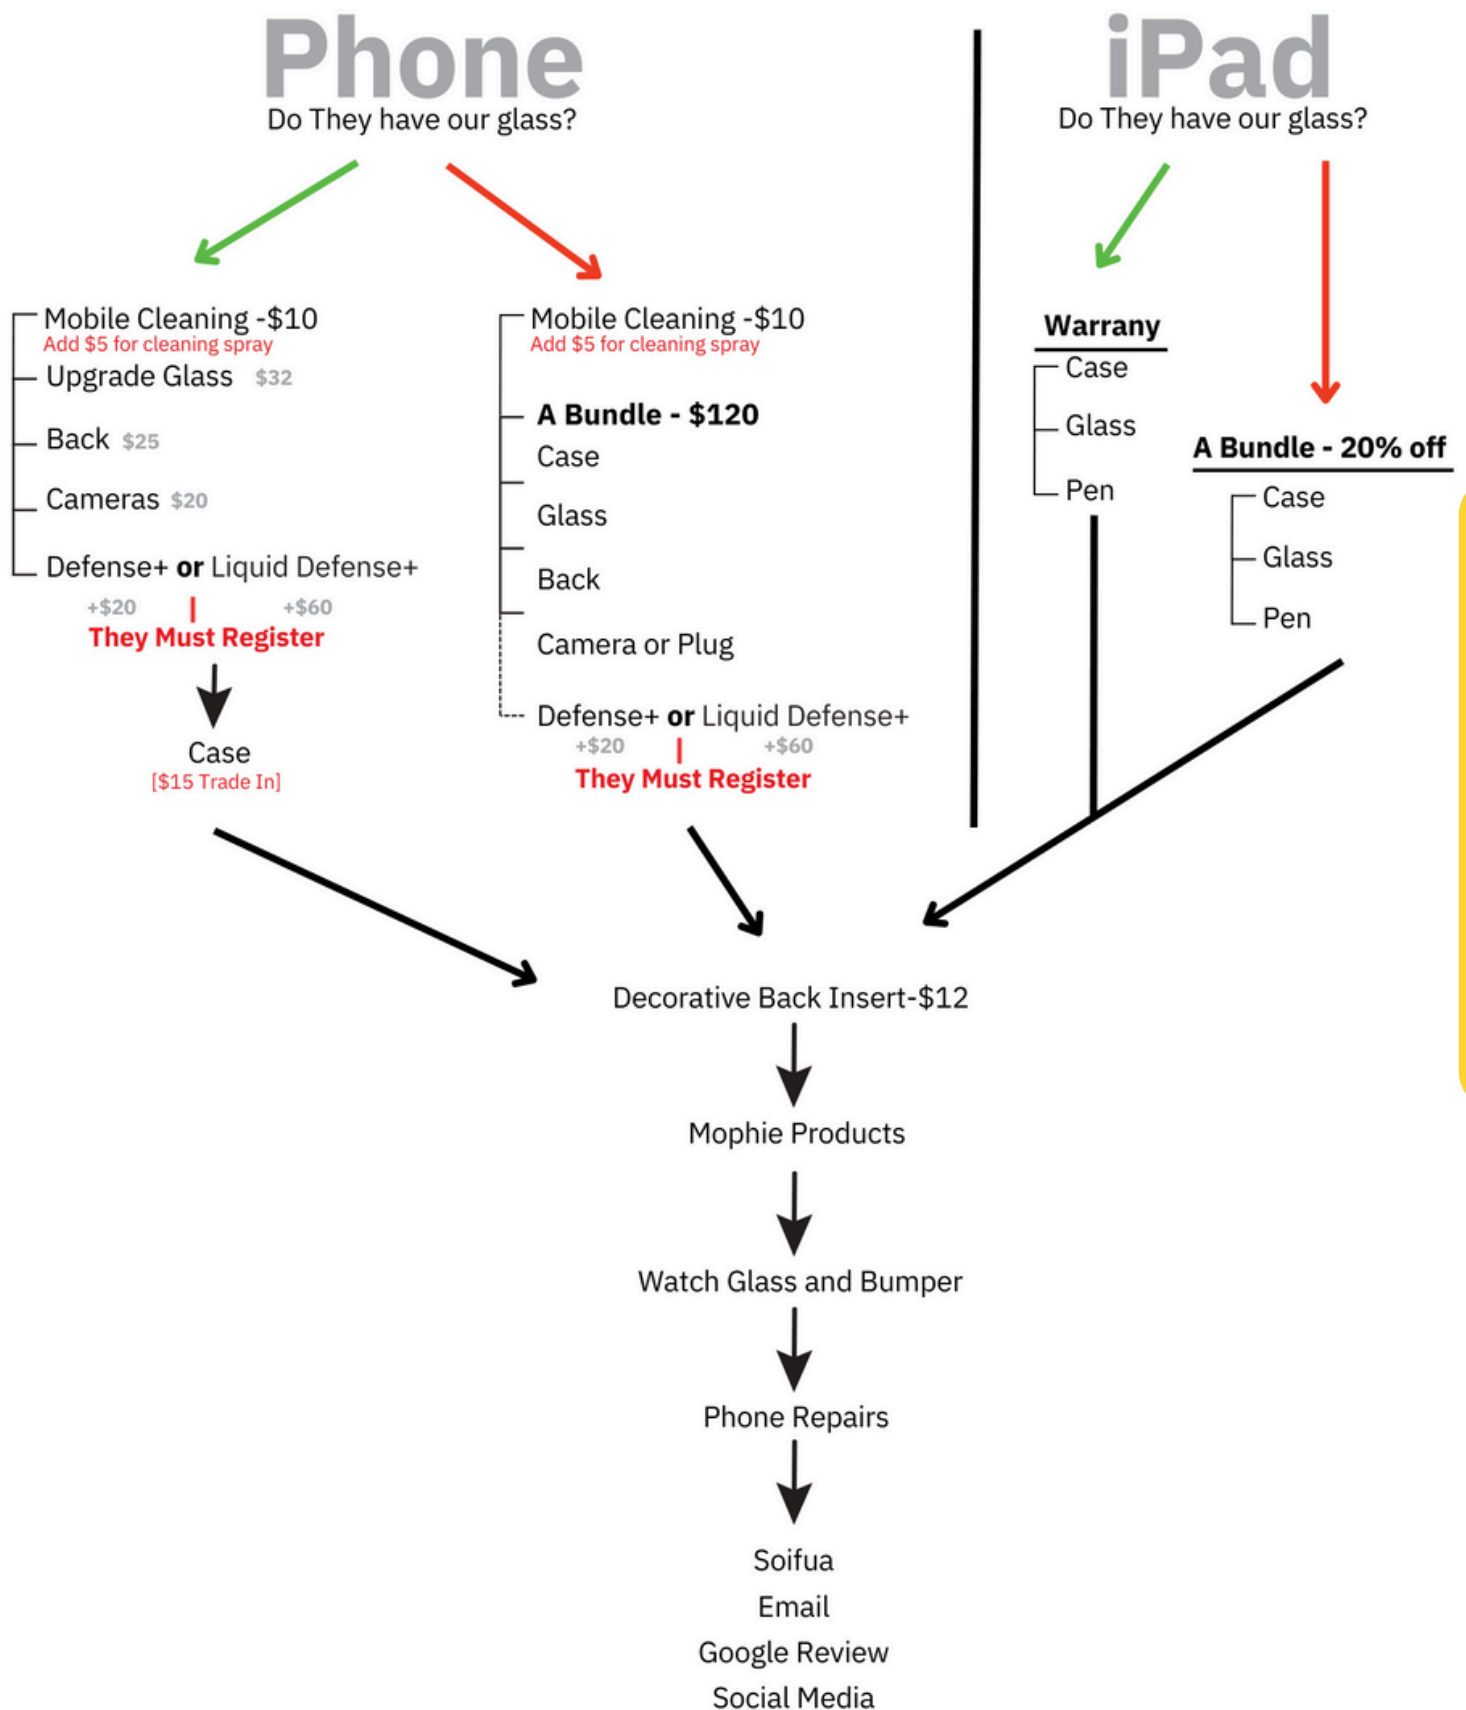 Phone
Do They have our glass?
Mobile Cleaning -$10
Add $5 for cleaning spray
Upgrade Glass $32
Back $25
Cameras $20
Defense+ or Liquid Defense+
+$20 | +$60
They Must Register
Case
[$15 Trade In]
Mobile Cleaning -$10
Add $5 for cleaning spray
A Bundle - $120
Case
Glass
Back
Camera or Plug
Defense+ or Liquid Defense+
+$20 | +$60
They Must Register
iPad
Do They have our glass?
Warrany
Case
Glass
Pen
A Bundle - 20% off
Case
Glass
Pen
Decorative Back Insert-$12
Mophie Products
Watch Glass and Bumper
Phone Repairs
Soifua
Email
Google Review
Social Media